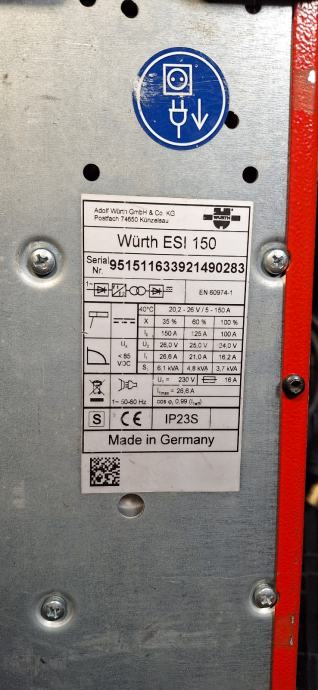 Adolf Würth GmbH & Co. KG
Postfach 74650 Künzelsau
WÜRTH
Würth ESI 150
Serial Nr. 951511633921490283
1~ EN 60974-1
40°C 20,2 - 26 V / 5 - 150 A
X 35 % 60 % 100 %
I₂ 150 A 125 A 100 A
U₀ < 85 VDC
U₂ 26,0 V 25,0 V 24,0 V
I₁ 26,6 A 21,0 A 16,2 A
S₁ 6,1 kVA 4,8 kVA 3,7 kVA
1~ 50-60 Hz
U₁ = 230 V 16 A
I₁max = 26,6 A
cos φ, 0,99 (I₁eff)
S CE IP23S
Made in Germany